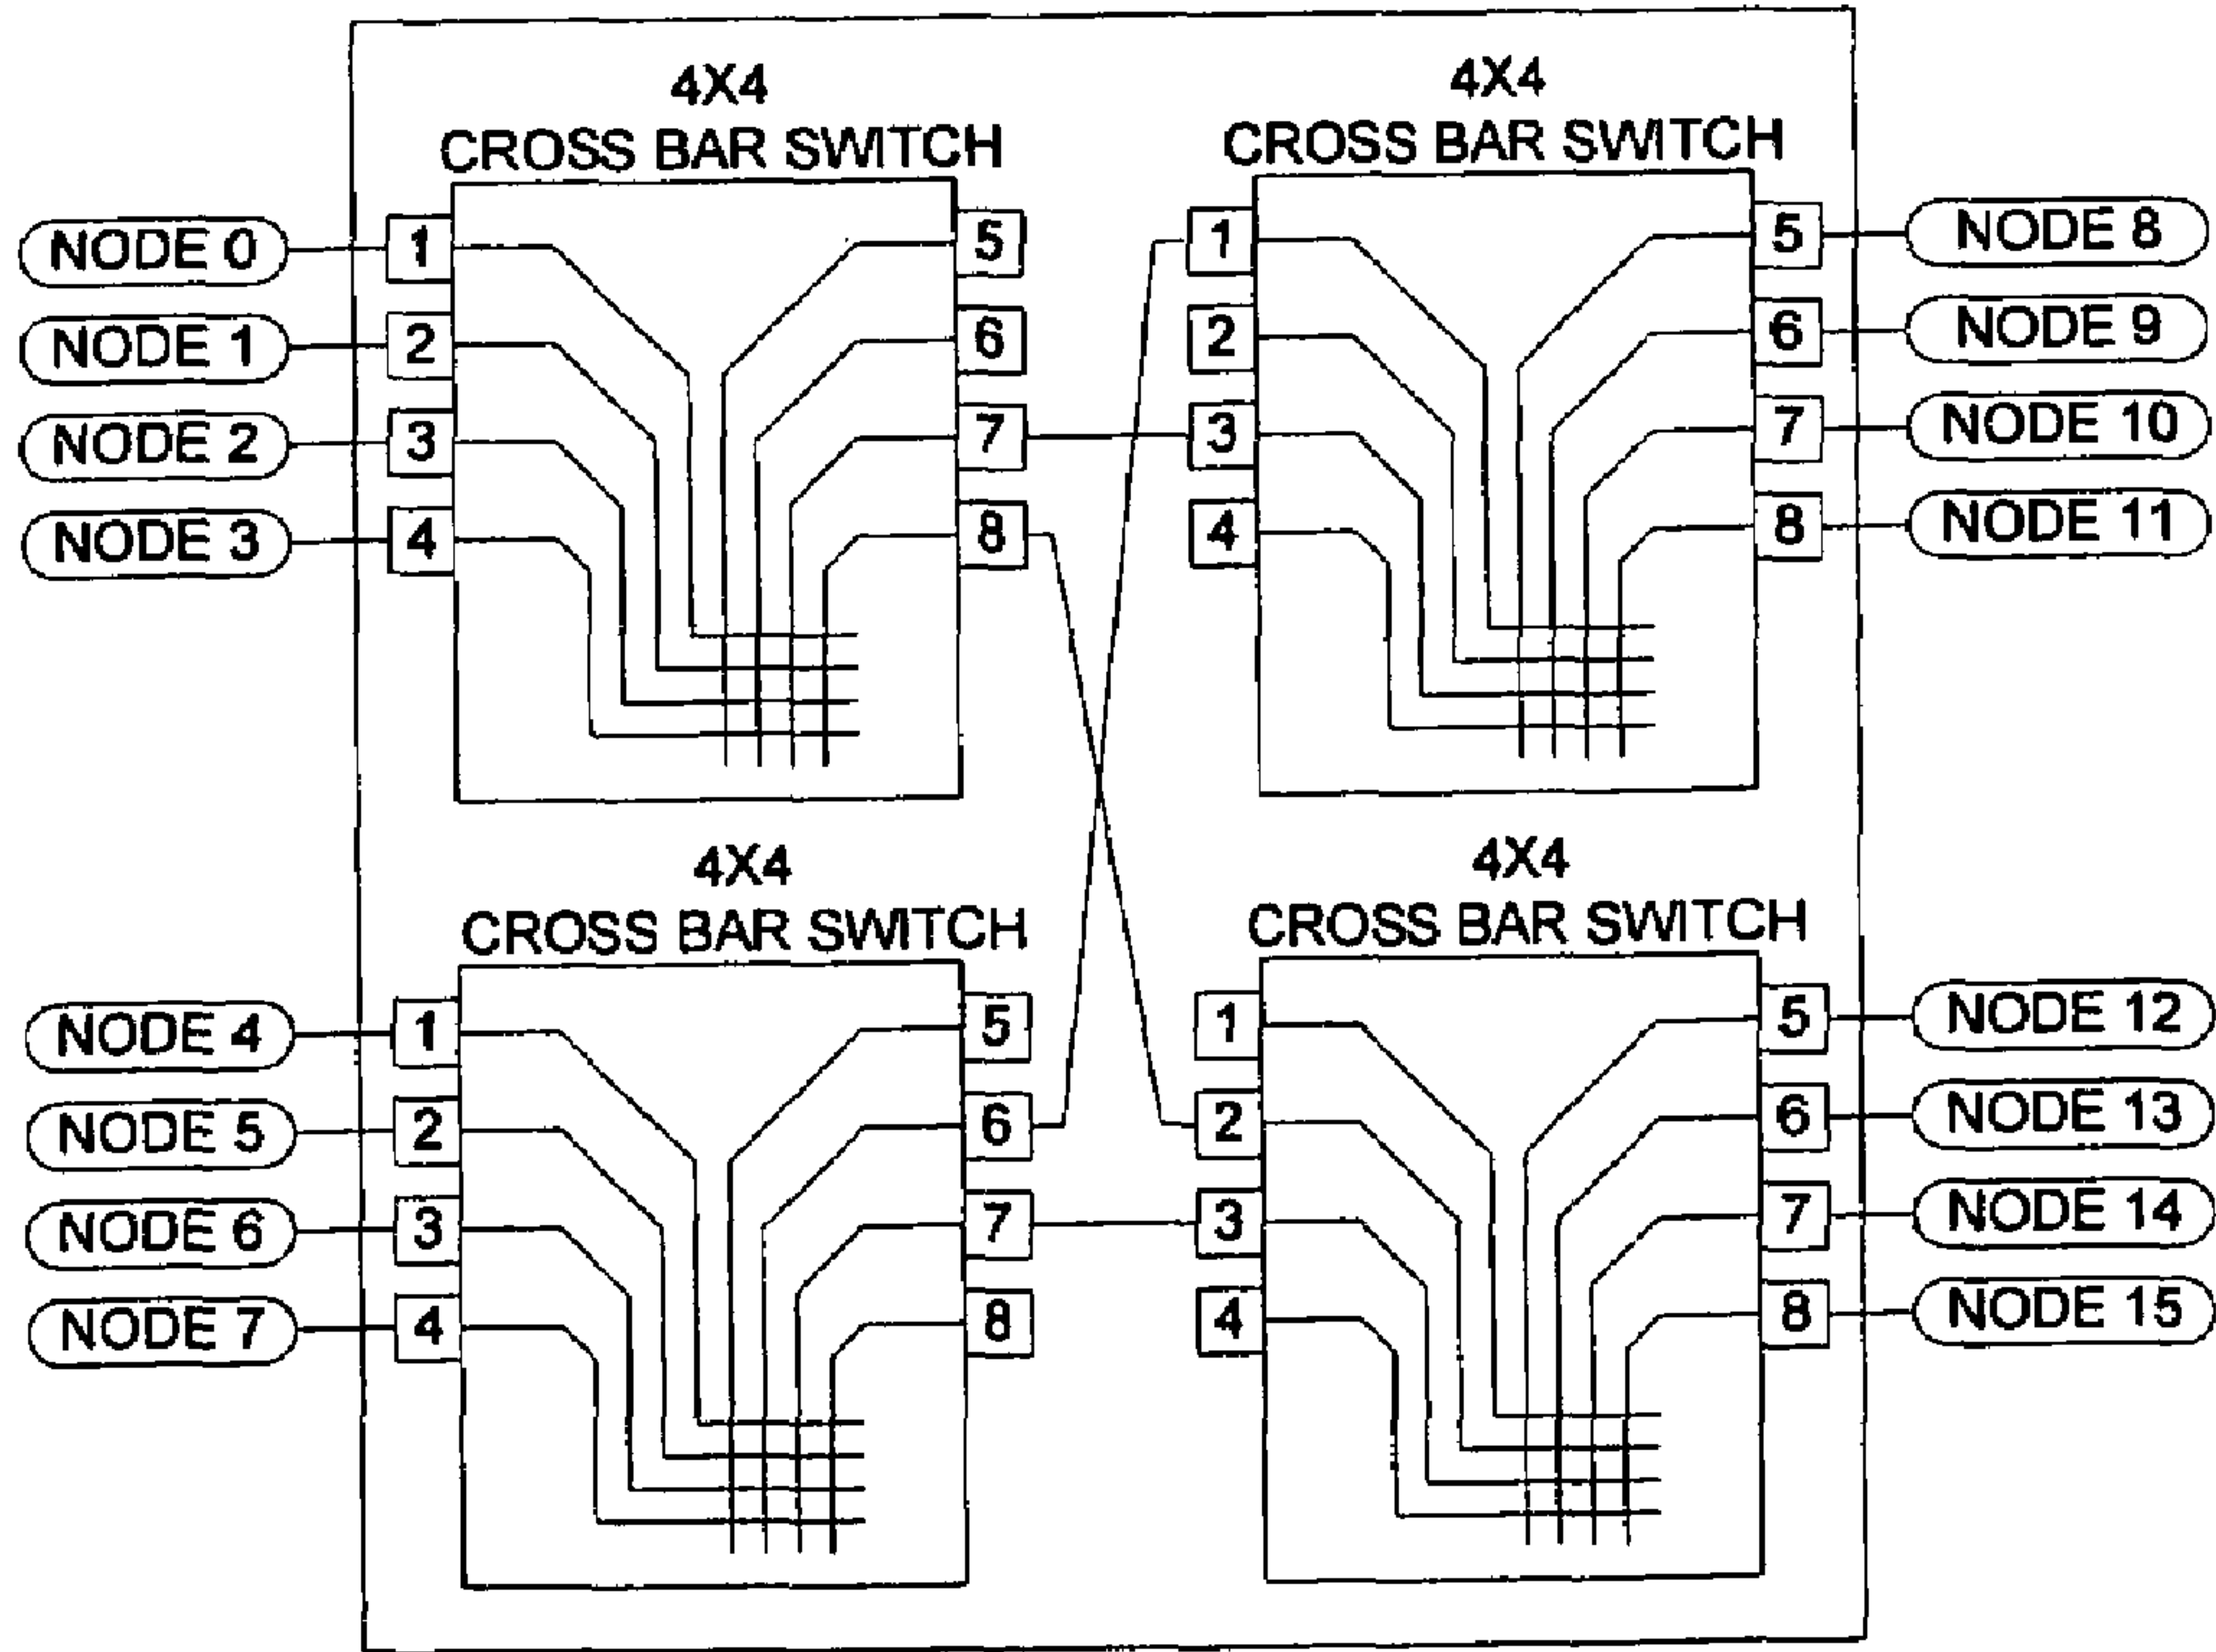 4X4
CROSS BAR SWITCH
4X4
CROSS BAR SWITCH
NODE 0
1
5
1
5
NODE 8
NODE 1
2
6
2
6
NODE 9
NODE 2
3
7
3
7
NODE 10
NODE 3
4
8
4
8
NODE 11
4X4
CROSS BAR SWITCH
4X4
CROSS BAR SWITCH
NODE 4
1
5
1
5
NODE 12
NODE 5
2
6
2
6
NODE 13
NODE 6
3
7
3
7
NODE 14
NODE 7
4
8
4
8
NODE 15